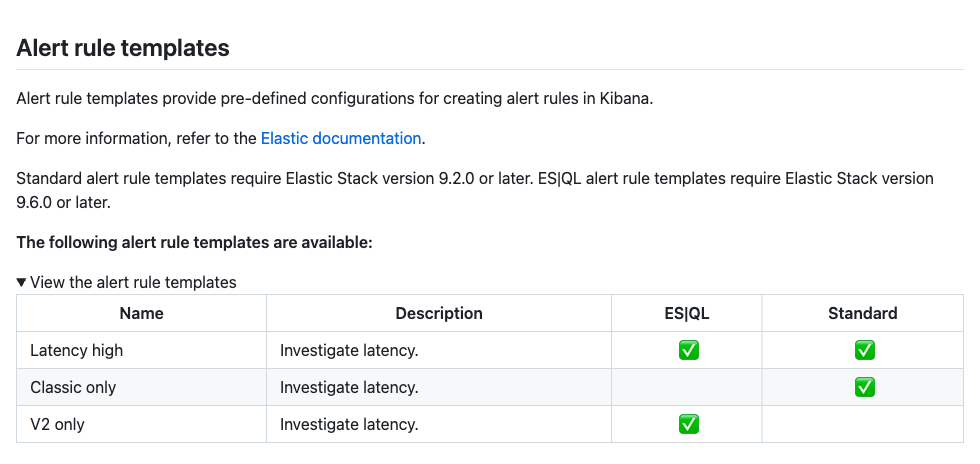 Alert rule templates
Alert rule templates provide pre-defined configurations for creating alert rules in Kibana.
For more information, refer to the Elastic documentation.
Standard alert rule templates require Elastic Stack version 9.2.0 or later. ES|QL alert rule templates require Elastic Stack version
9.6.0 or later.
The following alert rule templates are available:
▼ View the alert rule templates
Name Description ES|QL Standard
Latency high Investigate latency. ✅ ✅
Classic only Investigate latency. ✅
V2 only Investigate latency. ✅